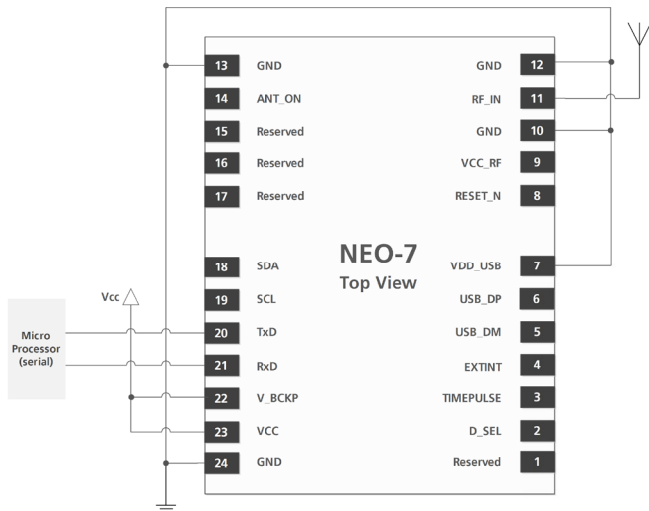 13 GND GND 12
14 ANT_ON RF_IN 11
15 Reserved GND 10
16 Reserved VCC_RF 9
17 Reserved RESET_N 8
NEO-7
Top View
18 SDA VDD_USB 7
Vcc
19 SCL USB_DP 6
Micro
Processor
(serial)
20 TxD USB_DM 5
21 RxD EXTINT 4
22 V_BCKP TIMEPULSE 3
23 VCC D_SEL 2
24 GND Reserved 1